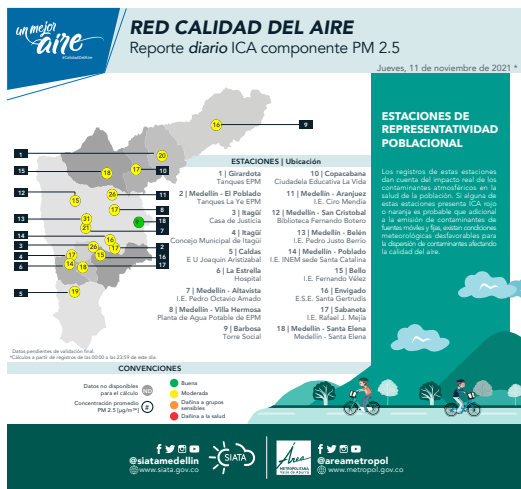 un mejor
aire
#CalidadDelAire
RED CALIDAD DEL AIRE
Reporte diario ICA componente PM 2.5
Jueves, 11 de noviembre de 2021 *
ESTACIONES DE
REPRESENTATIVIDAD
POBLACIONAL
Los registros de estas estaciones
dan cuenta del impacto real de los
contaminantes atmosféricos en la
salud de la población. Si alguna de
estas estaciones presenta ICA rojo
o naranja es probable que adicional
a la emisión de contaminantes de
fuentes móviles y fijas, existan condiciones
meteorológicas desfavorables para
la dispersión de contaminantes afectando
la calidad del aire.
16
9
1
20
15
18
17
10
12
26
11
15
17
8
13
31
18
21
7
14
16
3
26
17
2
4
17
16
6
14
18
17
5
19
ESTACIONES | Ubicación
1 | Girardota
Tanques EPM
2 | Medellín - El Poblado
Tanques La Ye EPM
3 | Itagüí
Casa de Justicia
4 | Itagüí
Concejo Municipal de Itagüí
5 | Caldas
E U Joaquín Aristizabal
6 | La Estrella
Hospital
7 | Medellín - Altavista
I.E. Pedro Octavio Amado
8 | Medellín - Villa Hermosa
Planta de Agua Potable de EPM
9 | Barbosa
Torre Social
10 | Copacabana
Ciudadela Educativa La Vida
11 | Medellín - Aranjuez
I.E. Ciro Mendía
12 | Medellín - San Cristobal
Biblioteca Fernando Botero
13 | Medellín - Belén
I.E. Pedro Justo Berrio
14 | Medellín - Poblado
I.E. INEM sede Santa Catalina
15 | Bello
I.E. Fernando Vélez
16 | Envigado
E.S.E. Santa Gertrudis
17 | Sabaneta
I.E. Rafael J. Mejía
18 | Medellín - Santa Elena
Medellín - Santa Elena
Datos pendientes de validación final.
*Cálculos a partir de registros de las 00:00 a las 23:59 de este día.
CONVENCIONES
Datos no disponibles
para el cálculo
ND
Concentración promedio
PM 2.5 [µg/m³]
#
Buena
Moderada
Dañina a grupos
sensibles
Dañina a la salud
@siatamedellin
www.siata.gov.co
SIATA
Área
METROPOLITANA
Valle de Aburrá
@areametropol
www.metropol.gov.co